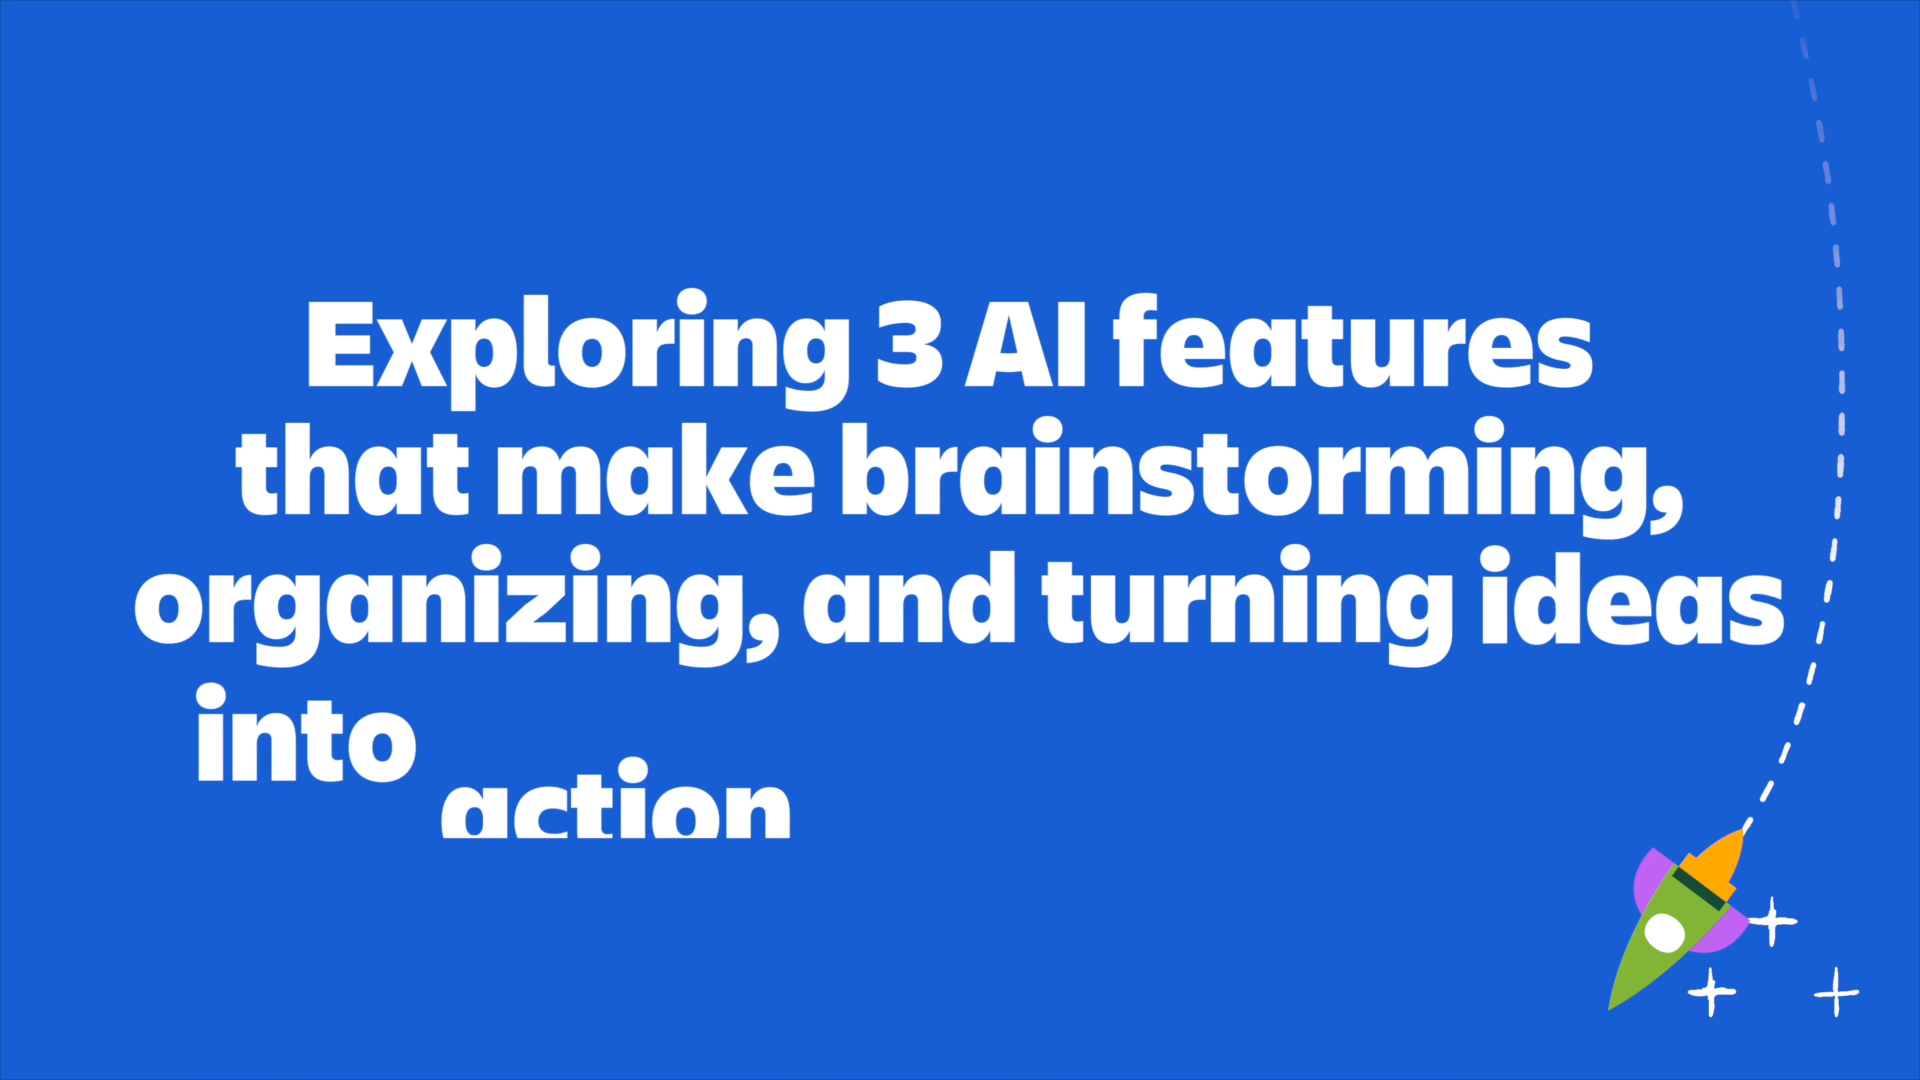 Exploring 3 AI features
that make brainstorming,
organizing, and turning ideas
into action